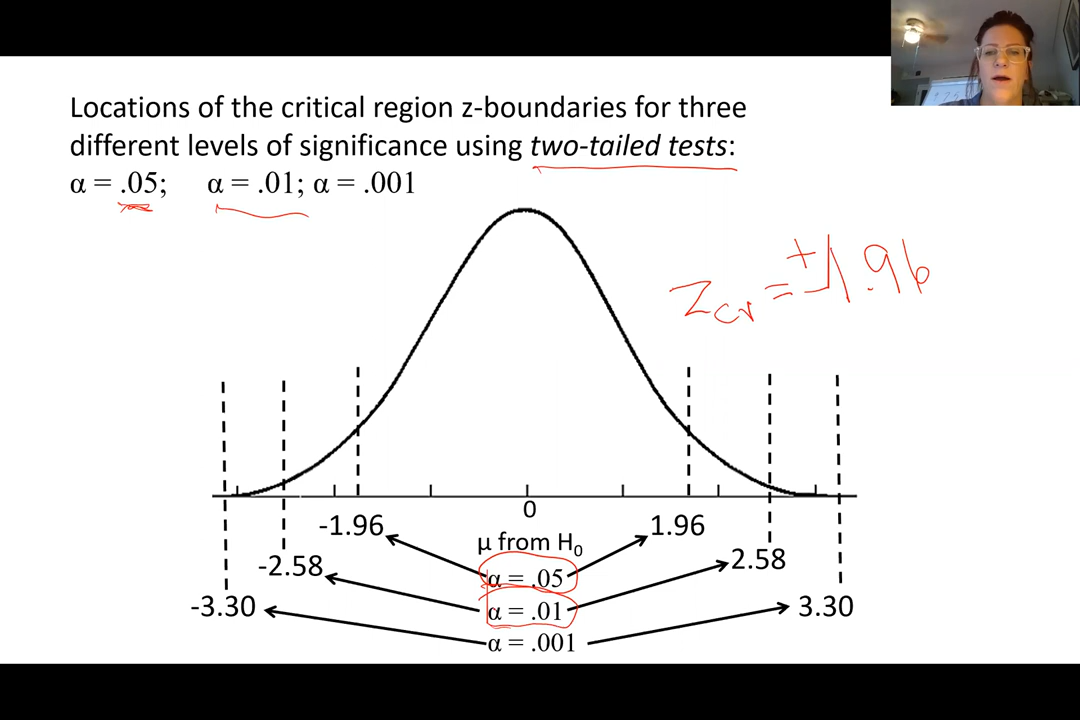 Locations of the critical region z-boundaries for three
different levels of significance using two-tailed tests:
α = .05; α = .01; α = .001
Zcr = ±1.96
0
-1.96 1.96
μ from H₀
-2.58 α = .05 2.58
-3.30 α = .01 3.30
α = .001